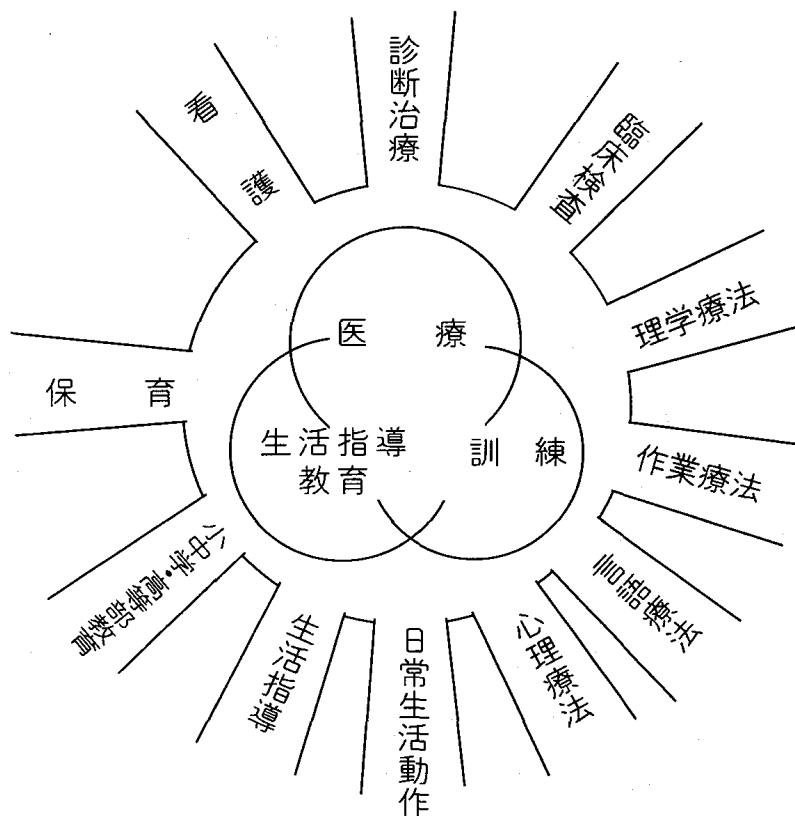 診断治療
臨床検査
理学療法
作業療法
言語療法
心理療法
日常生活動作
生活指導
小中学・高等部教育
保育
看護
医療
生活指導
教育
訓練